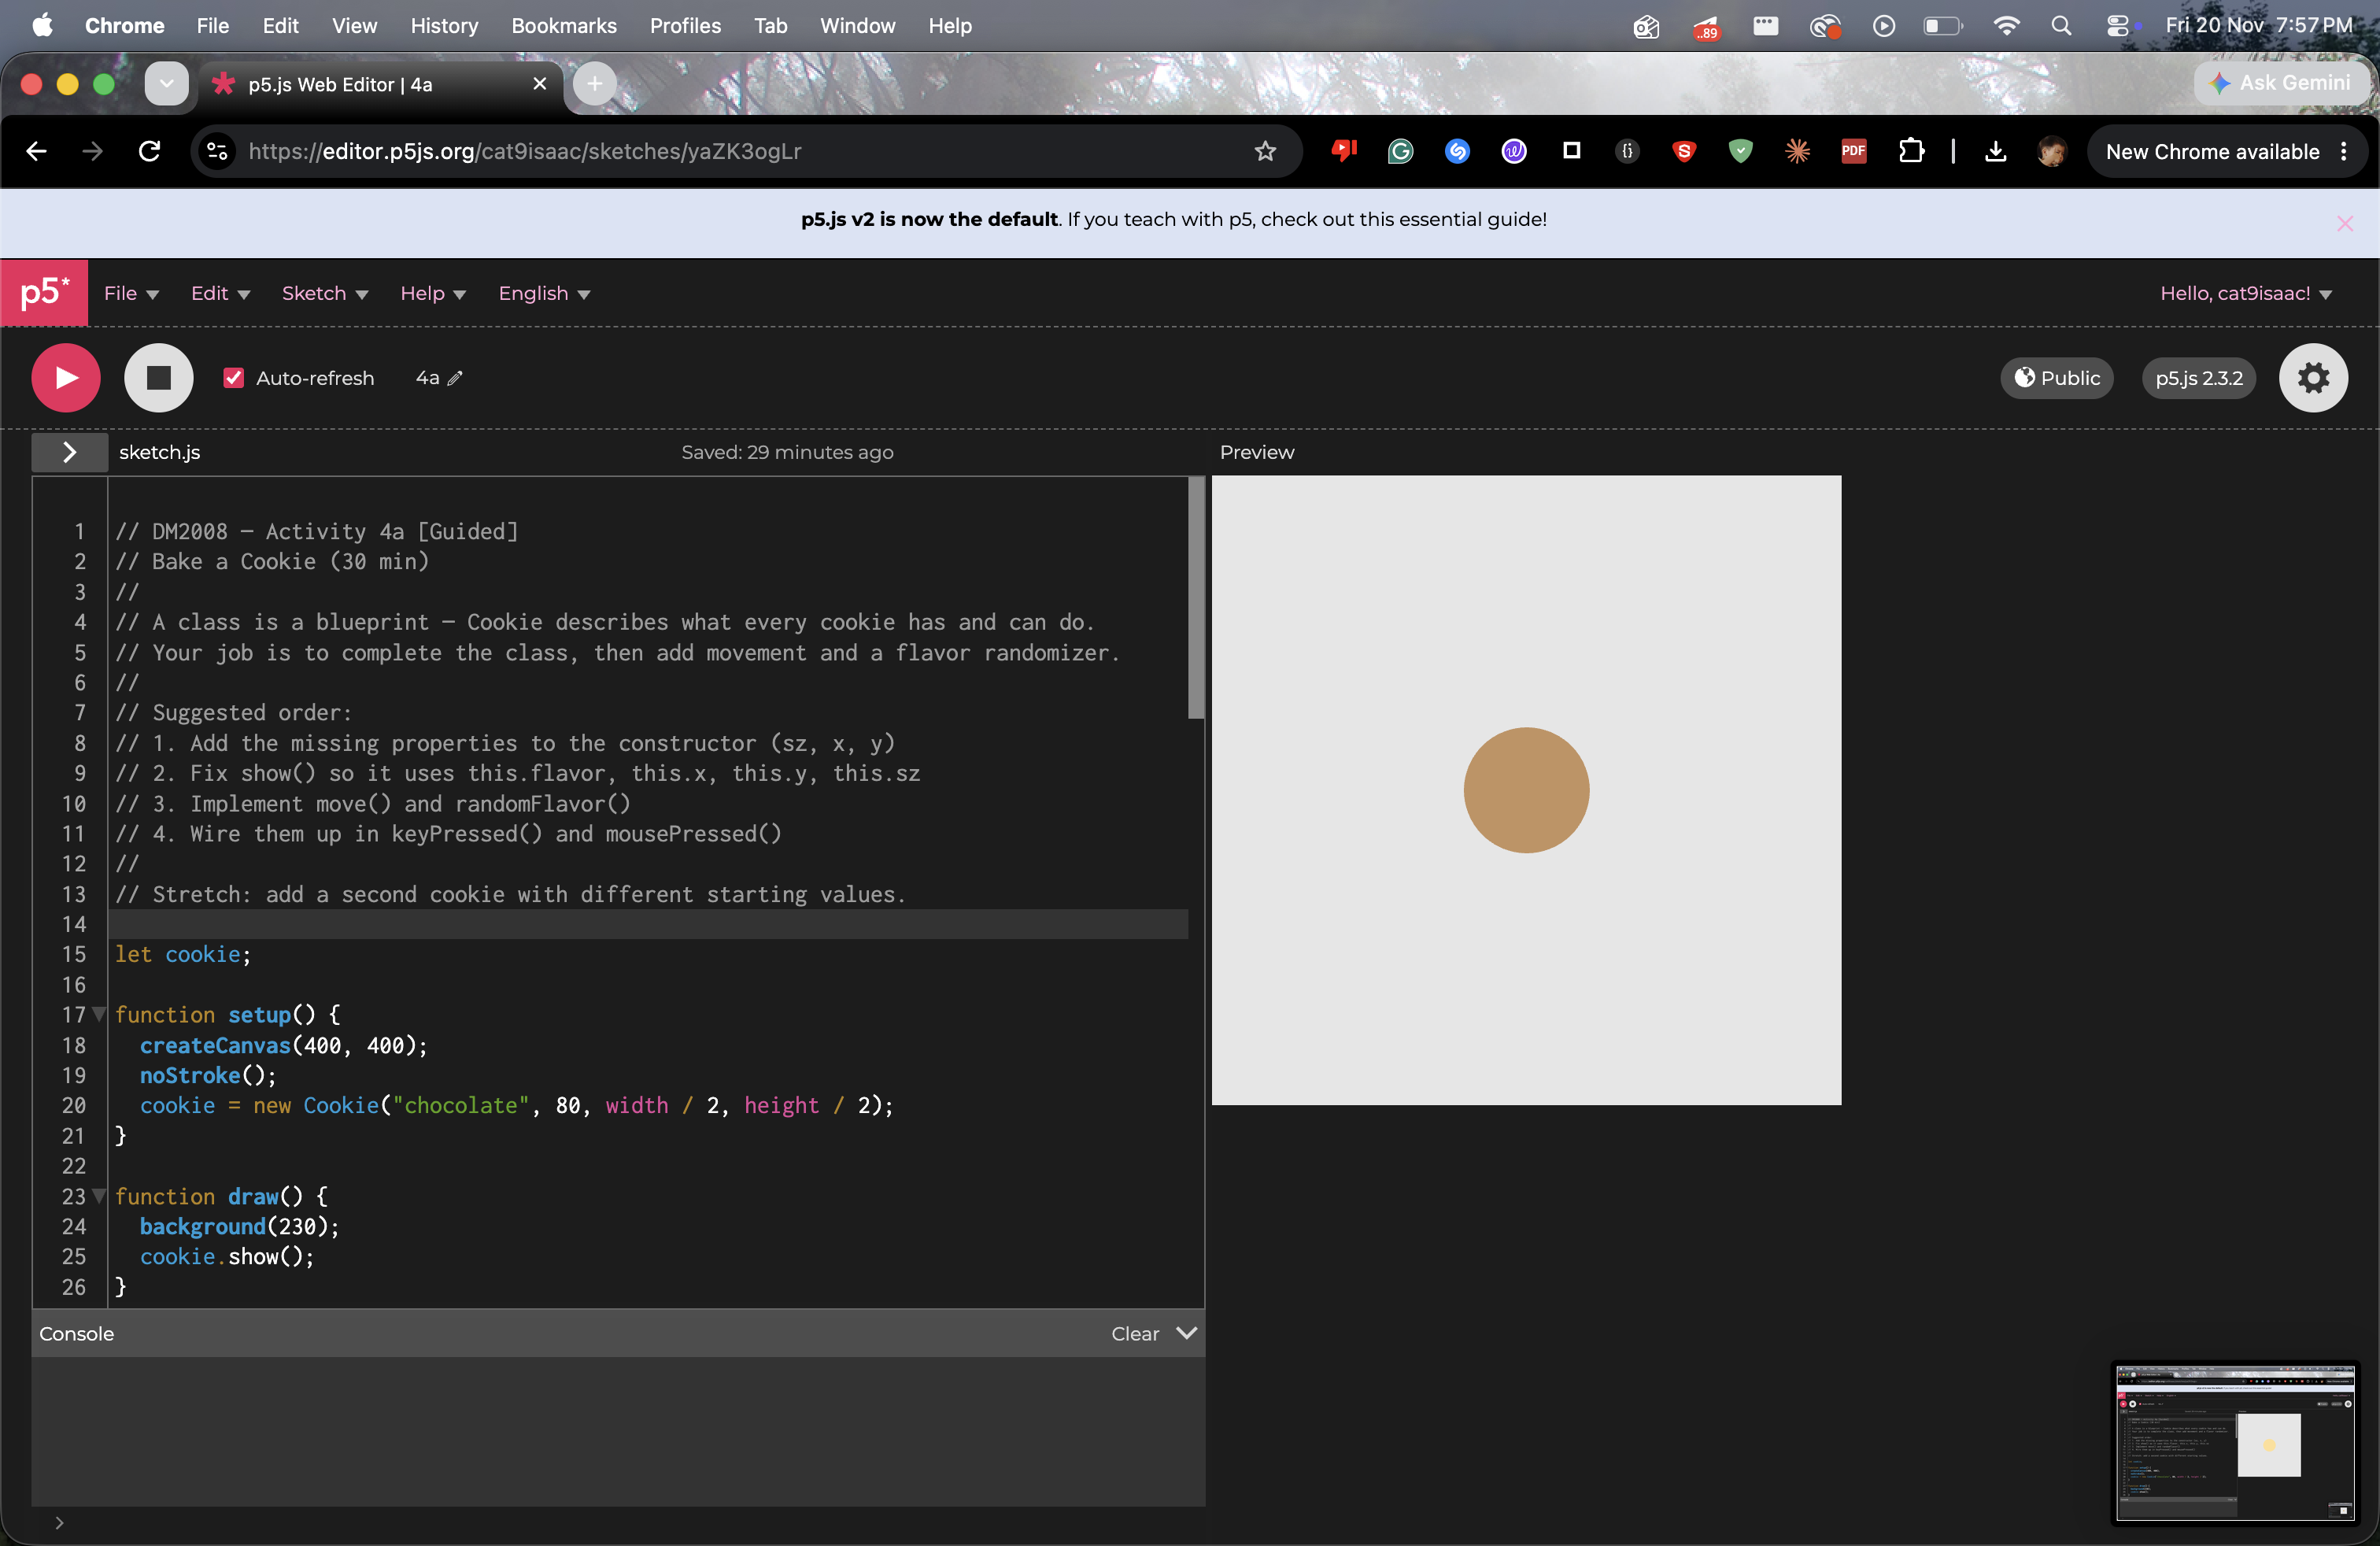 Chrome File Edit View History Bookmarks Profiles Tab Window Help ..89 Fri 20 Nov 7:57 PM
p5.js Web Editor | 4a Ask Gemini
https://editor.p5js.org/cat9isaac/sketches/yaZK3ogLr PDF New Chrome available
p5.js v2 is now the default. If you teach with p5, check out this essential guide!
p5* File Edit Sketch Help English Hello, cat9isaac!
Auto-refresh 4a Public p5.js 2.3.2
sketch.js Saved: 29 minutes ago Preview
1 // DM2008 – Activity 4a [Guided]
2 // Bake a Cookie (30 min)
3 //
4 // A class is a blueprint – Cookie describes what every cookie has and can do.
5 // Your job is to complete the class, then add movement and a flavor randomizer.
6 //
7 // Suggested order:
8 // 1. Add the missing properties to the constructor (sz, x, y)
9 // 2. Fix show() so it uses this.flavor, this.x, this.y, this.sz
10 // 3. Implement move() and randomFlavor()
11 // 4. Wire them up in keyPressed() and mousePressed()
12 //
13 // Stretch: add a second cookie with different starting values.
14
15 let cookie;
16
17 function setup() {
18 createCanvas(400, 400);
19 noStroke();
20 cookie = new Cookie("chocolate", 80, width / 2, height / 2);
21 }
22
23 function draw() {
24 background(230);
25 cookie.show();
26 }
Console Clear